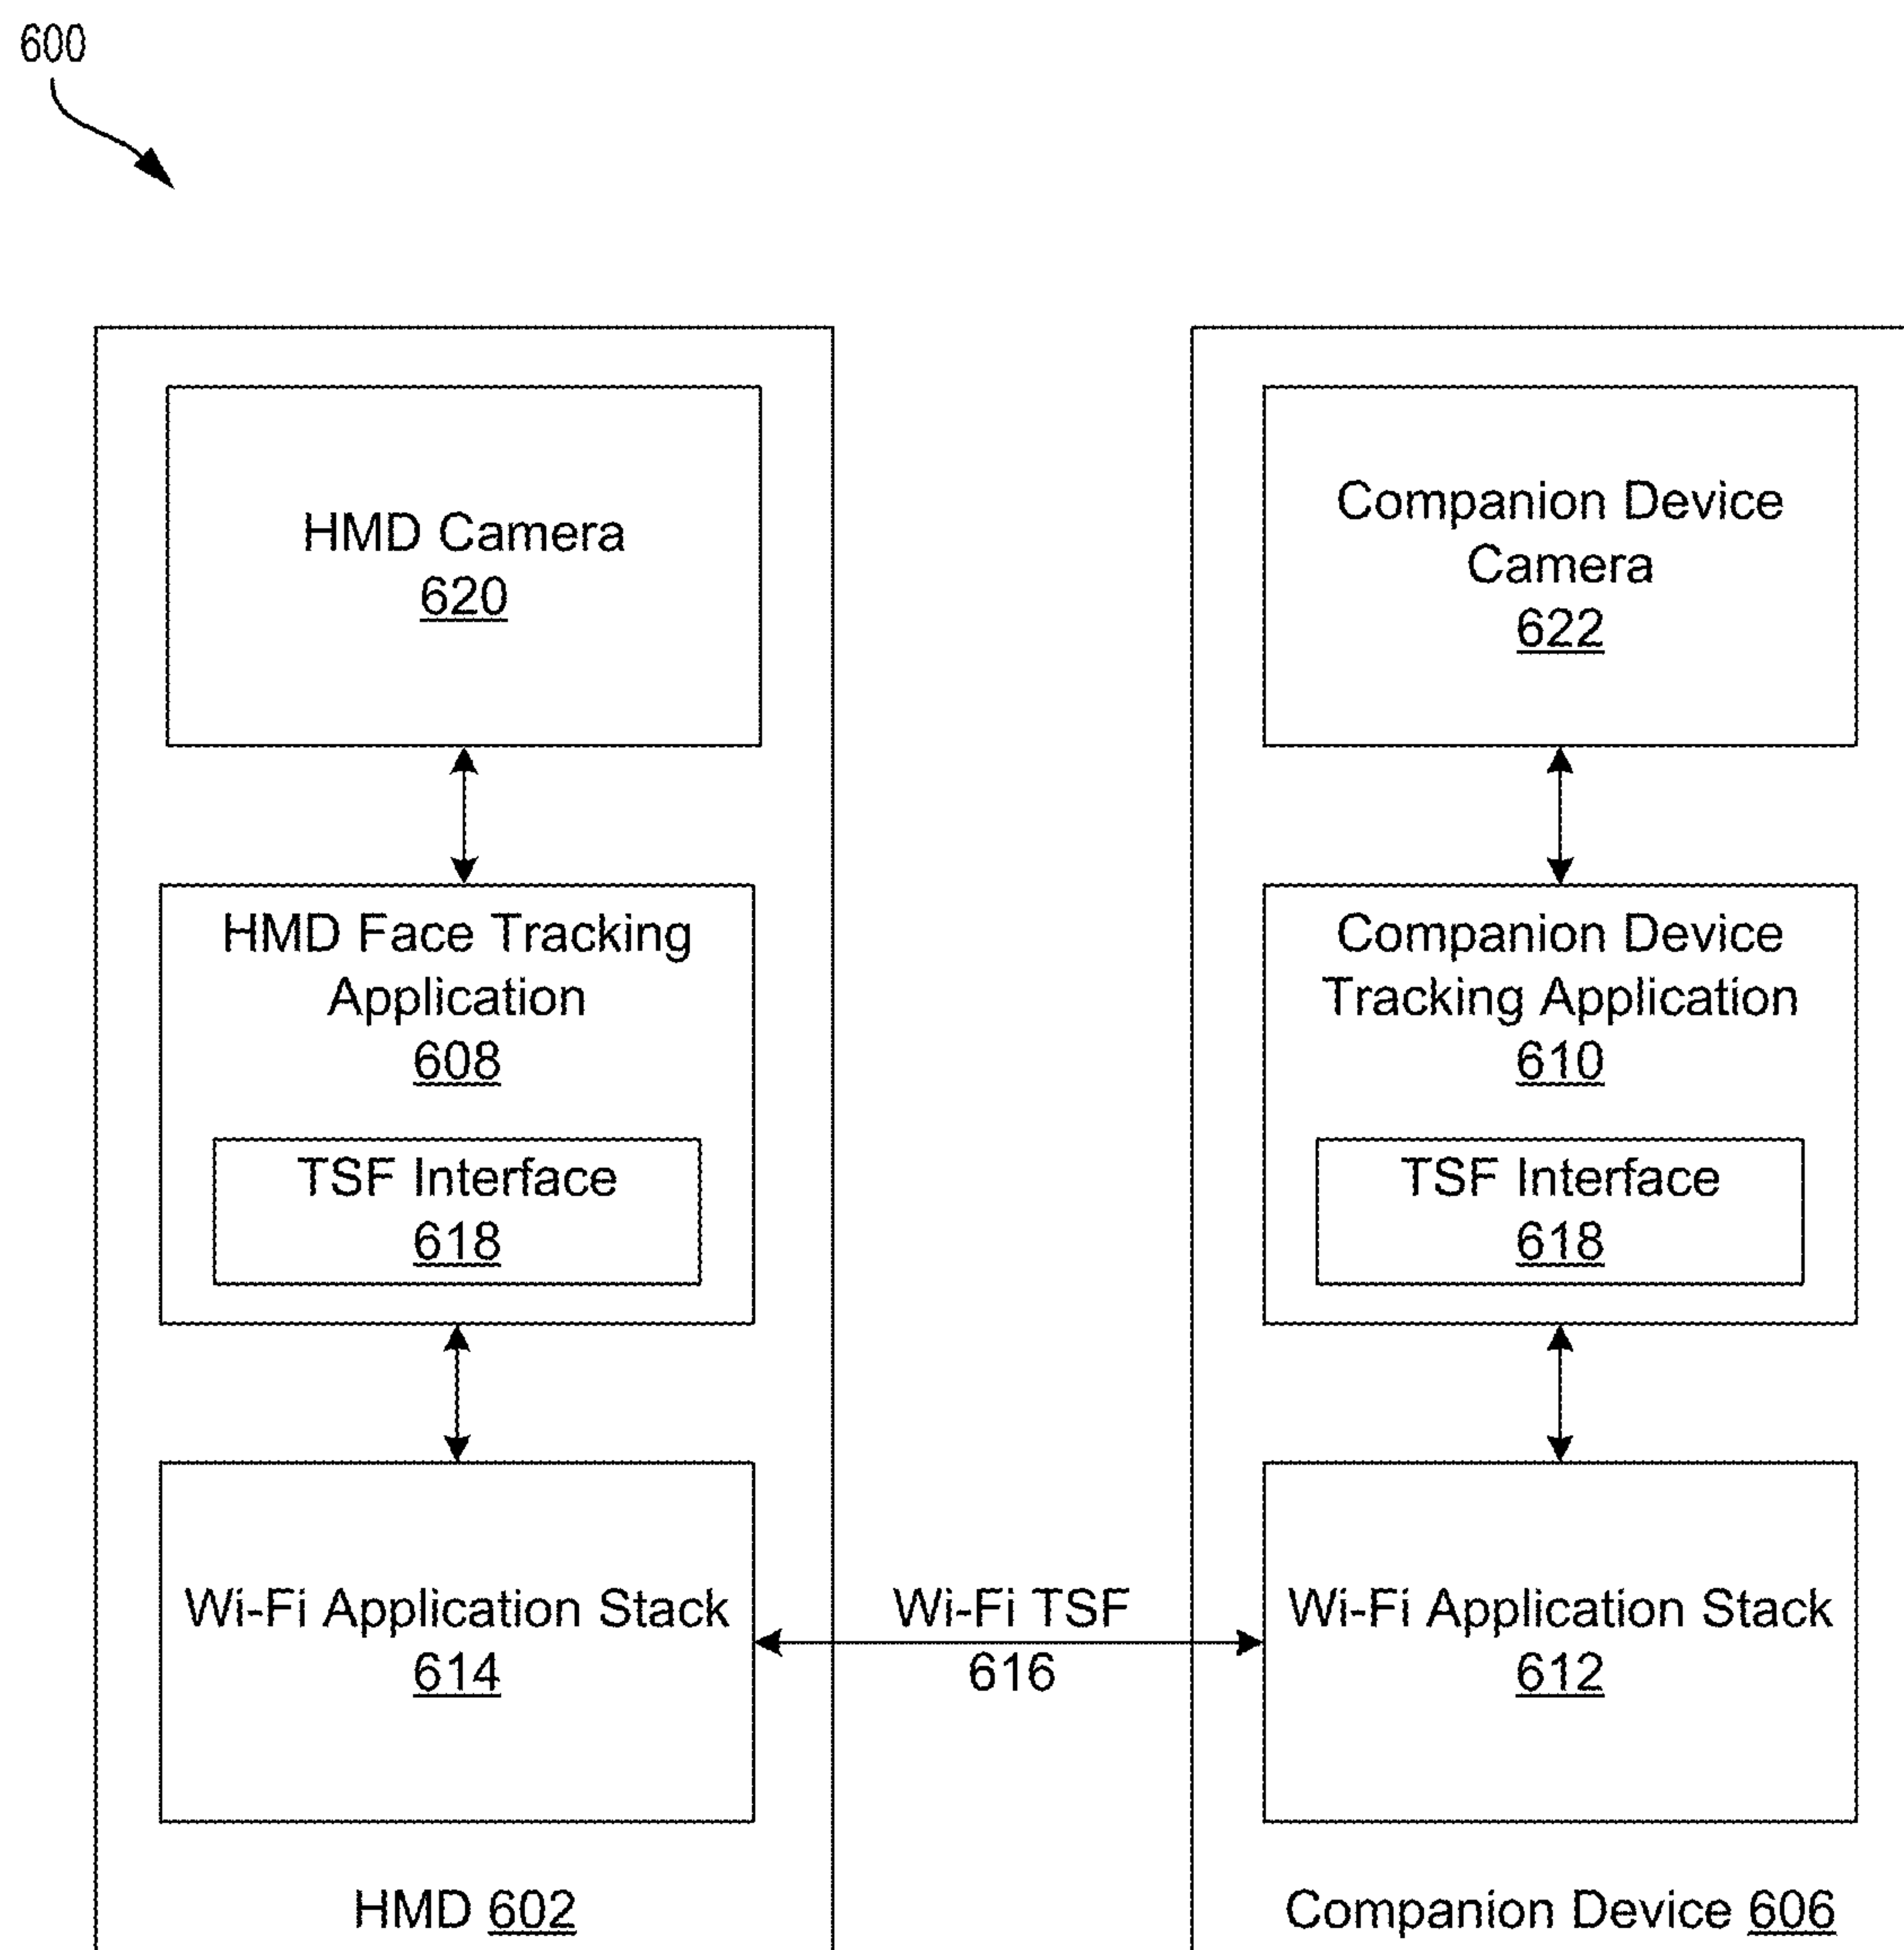 600
HMD Camera
620
Companion Device
Camera
622
HMD Face Tracking
Application
608
TSF Interface
618
Companion Device
Tracking Application
610
TSF Interface
618
Wi-Fi Application Stack
614
Wi-Fi TSF
616
Wi-Fi Application Stack
612
HMD 602
Companion Device 606